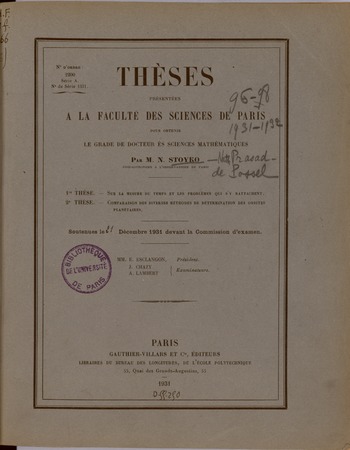 N° d'ordre
THÈSES
PRÉSENTÉES
A LA FACULTÉ DES SCIENCES DE PARIS
POUR OBTENIR
LE GRADE DE DOCTEUR ÈS SCIENCES MATHÉMATIQUES
PAR M. N. STOYKO
96-98
1931-1932
de Possel
1re THÈSE. — SUR LA MESURE DU TEMPS ET LES PROBLÈMES QUI S'Y RATTACHENT.
2e THÈSE. — COMPARAISON DES DIVERSES MÉTHODES DE DÉTERMINATION DES ORBITES
PLANÉTAIRES.
Soutenues le 21 Décembre 1931 devant la Commission d'examen.
MM. E. ESCLANGON, Président.
J. CHAZY
A. LAMBERT
Examinateurs.
BIBLIOTHÈQUE
DE L'UNIVERSITÉ
DE PARIS
PARIS
GAUTHIER-VILLARS ET Cie, ÉDITEURS
LIBRAIRES DU BUREAU DES LONGITUDES, DE L'ÉCOLE POLYTECHNIQUE
55, Quai des Grands-Augustins, 55
1931